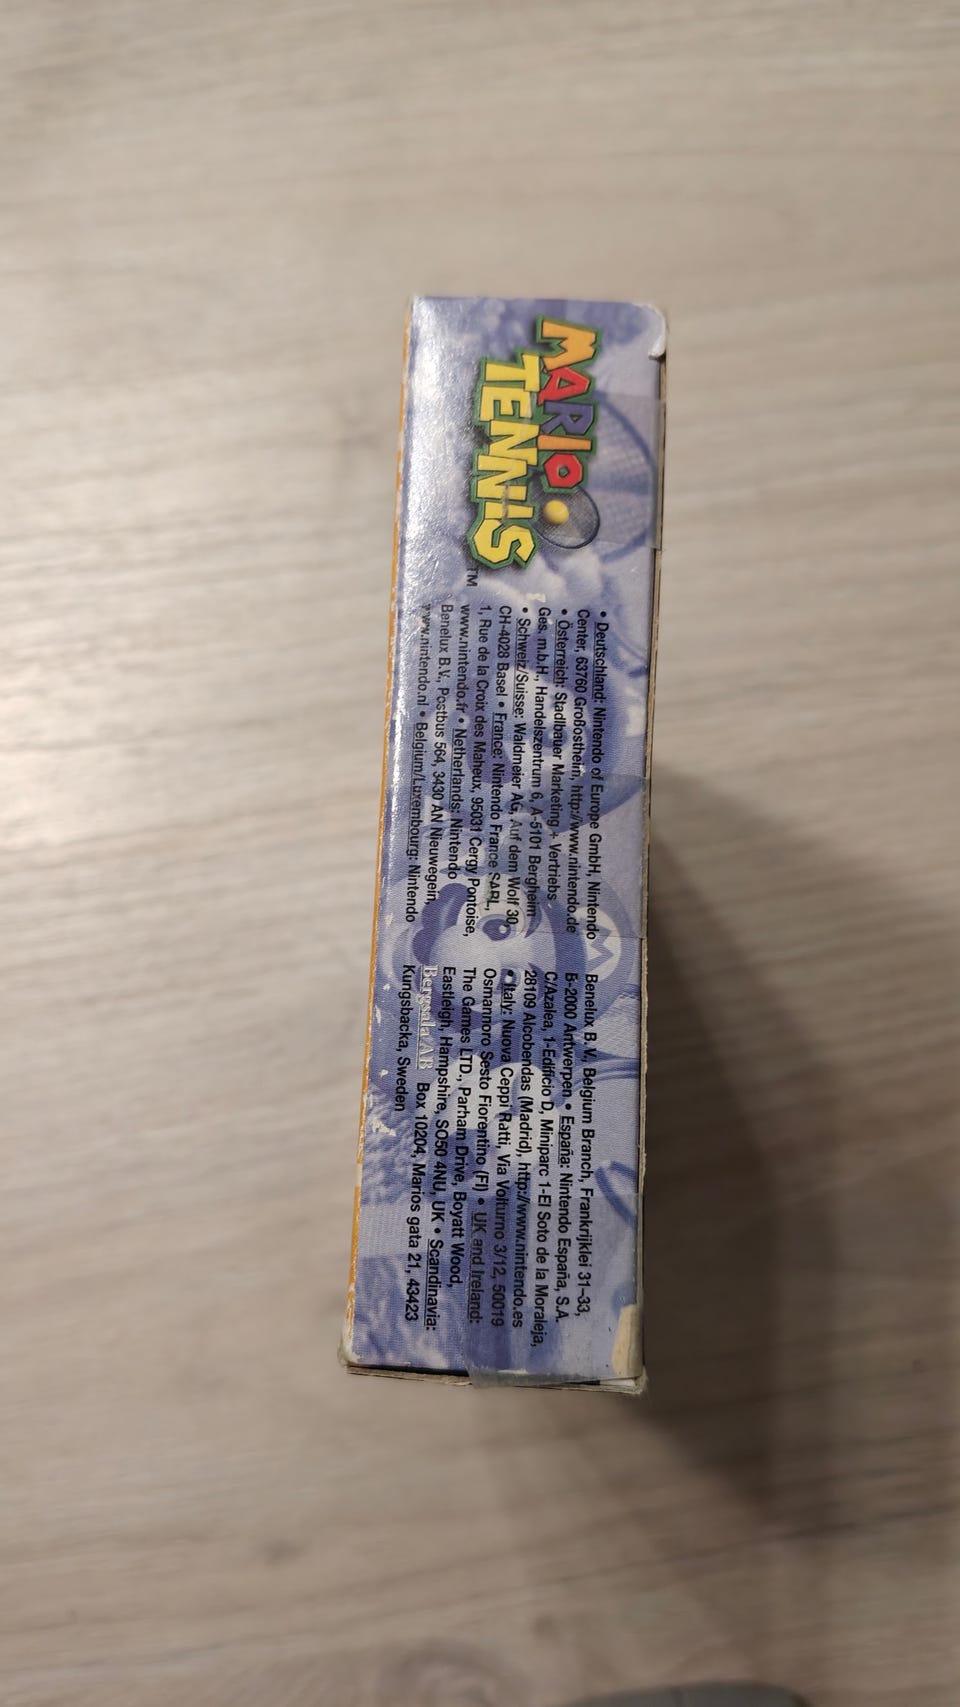 MARIO
TENNIS
TM
• Deutschland: Nintendo of Europe GmbH, Nintendo
Center, 63760 Großostheim, http://www.nintendo.de
• Österreich: Stadlbauer Marketing + Vertriebs
Ges. m.b.H., Handelszentrum 6, A-5101 Bergheim
• Schweiz/Suisse: Waldmeier AG, Auf dem Wolf 30,
CH-4028 Basel • France: Nintendo France SARL,
1, Rue de la Croix des Maheux, 95031 Cergy Pontoise,
www.nintendo.fr • Netherlands: Nintendo
Benelux B.V., Postbus 564, 3430 AN Nieuwegein,
www.nintendo.nl • Belgium/Luxembourg: Nintendo
Benelux B.V., Belgium Branch, Frankrijklei 31-33,
B-2000 Antwerpen • España: Nintendo España, S.A.
C/Azalea, 1-Edificio D, Miniparc 1-El Soto de la Moraleja,
28109 Alcobendas (Madrid), http://www.nintendo.es
• Italy: Nuova Ceppi Ratti, Via Volturno 3/12, 50019
Osmannoro Sesto Fiorentino (FI) • UK and Ireland:
The Games LTD., Parham Drive, Boyatt Wood,
Eastleigh, Hampshire, SO50 4NU, UK • Scandinavia:
Bergsala AB Box 10204, Marios gata 21, 43423
Kungsbacka, Sweden